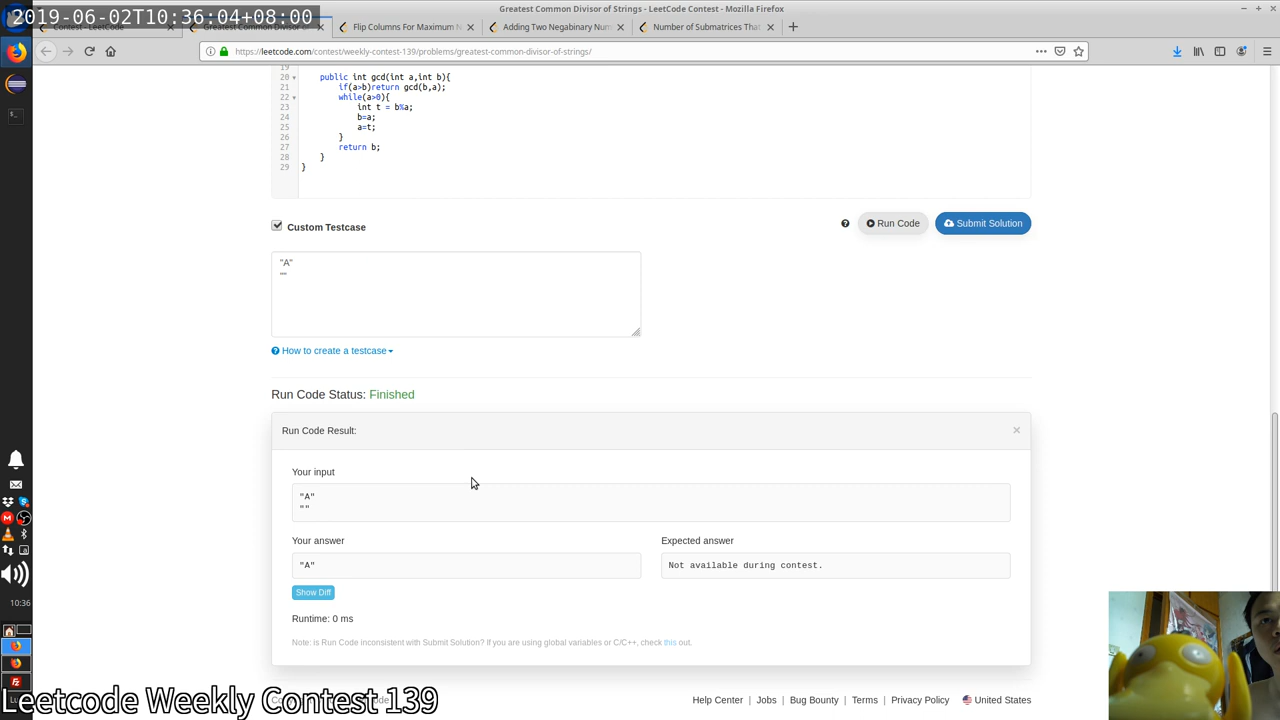 2019-06-02T10:36:04+08:00
Greatest Common Divisor of Strings - LeetCode Contest - Mozilla Firefox
Contest - LeetCode
Greatest Common Divisor of
Flip Columns For Maximum N
Adding Two Negabinary Num
Number of Submatrices That
https://leetcode.com/contest/weekly-contest-139/problems/greatest-common-divisor-of-strings/
19
20 public int gcd(int a,int b){
21 if(a>b)return gcd(b,a);
22 while(a>0){
23 int t = b%a;
24 b=a;
25 a=t;
26 }
27 return b;
28 }
29 }
Custom Testcase
Run Code
Submit Solution
"A"
""
How to create a testcase
Run Code Status: Finished
Run Code Result:
Your input
"A"
""
Your answer
Expected answer
"A"
Not available during contest.
Show Diff
Runtime: 0 ms
Note: is Run Code inconsistent with Submit Solution? If you are using global variables or C/C++, check this out.
10:36
Leetcode Weekly Contest 139
Help Center | Jobs | Bug Bounty | Terms | Privacy Policy United States